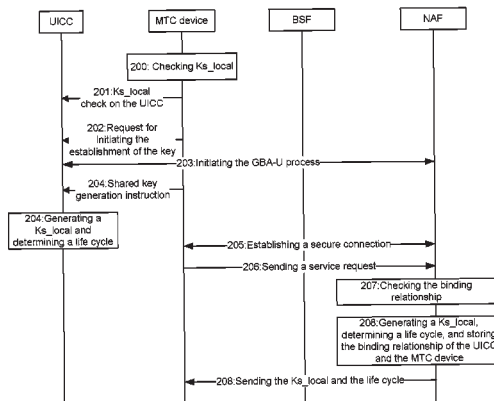 UICC
MTC device
BSF
NAF
200: Checking Ks_local
201:Ks_local
check on the UICC
202:Request for
initiating the
establishment of the key
203:Initiating the GBA-U process
204:Shared key
generation instruction
204:Generating a
Ks_local and
determining a life cycle
205:Establishing a secure connection
206:Sending a service request
207:Checking the binding
relationship
208:Generating a Ks_local,
determining a life cycle, and storing
the binding relationship of the UICC
and the MTC device
208:Sending the Ks_local and the life cycle